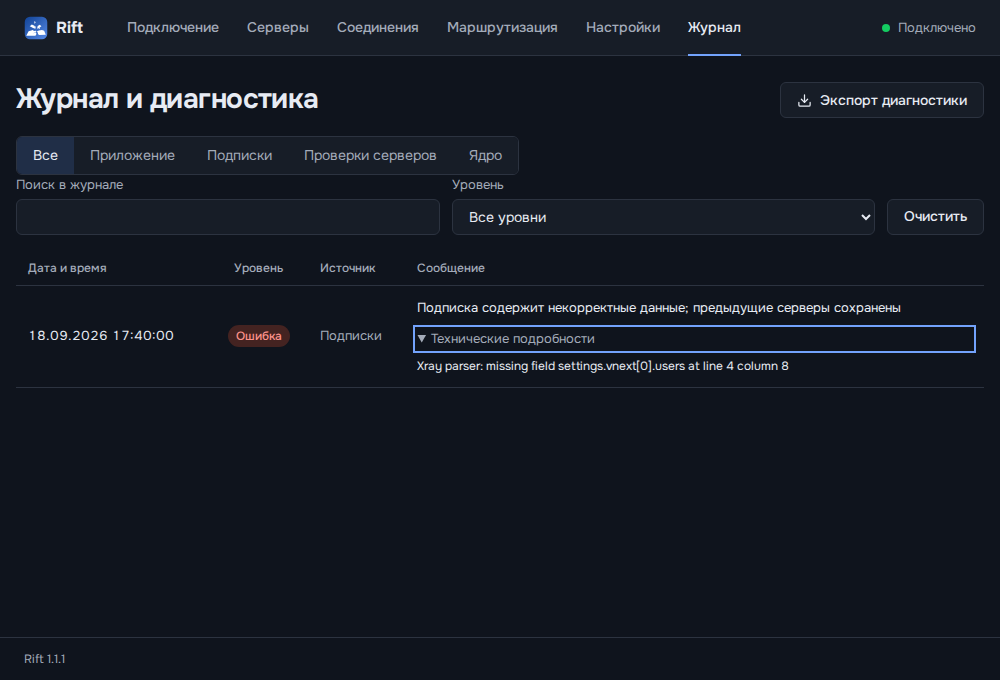 Rift
Подключение
Серверы
Соединения
Маршрутизация
Настройки
Журнал
Подключено
Журнал и диагностика
Экспорт диагностики
Все
Приложение
Подписки
Проверки серверов
Ядро
Поиск в журнале
Уровень
Все уровни
Очистить
Дата и время
Уровень
Источник
Сообщение
18.09.2026 17:40:00
Ошибка
Подписки
Подписка содержит некорректные данные; предыдущие серверы сохранены
Технические подробности
Xray parser: missing field settings.vnext[0].users at line 4 column 8
Rift 1.1.1